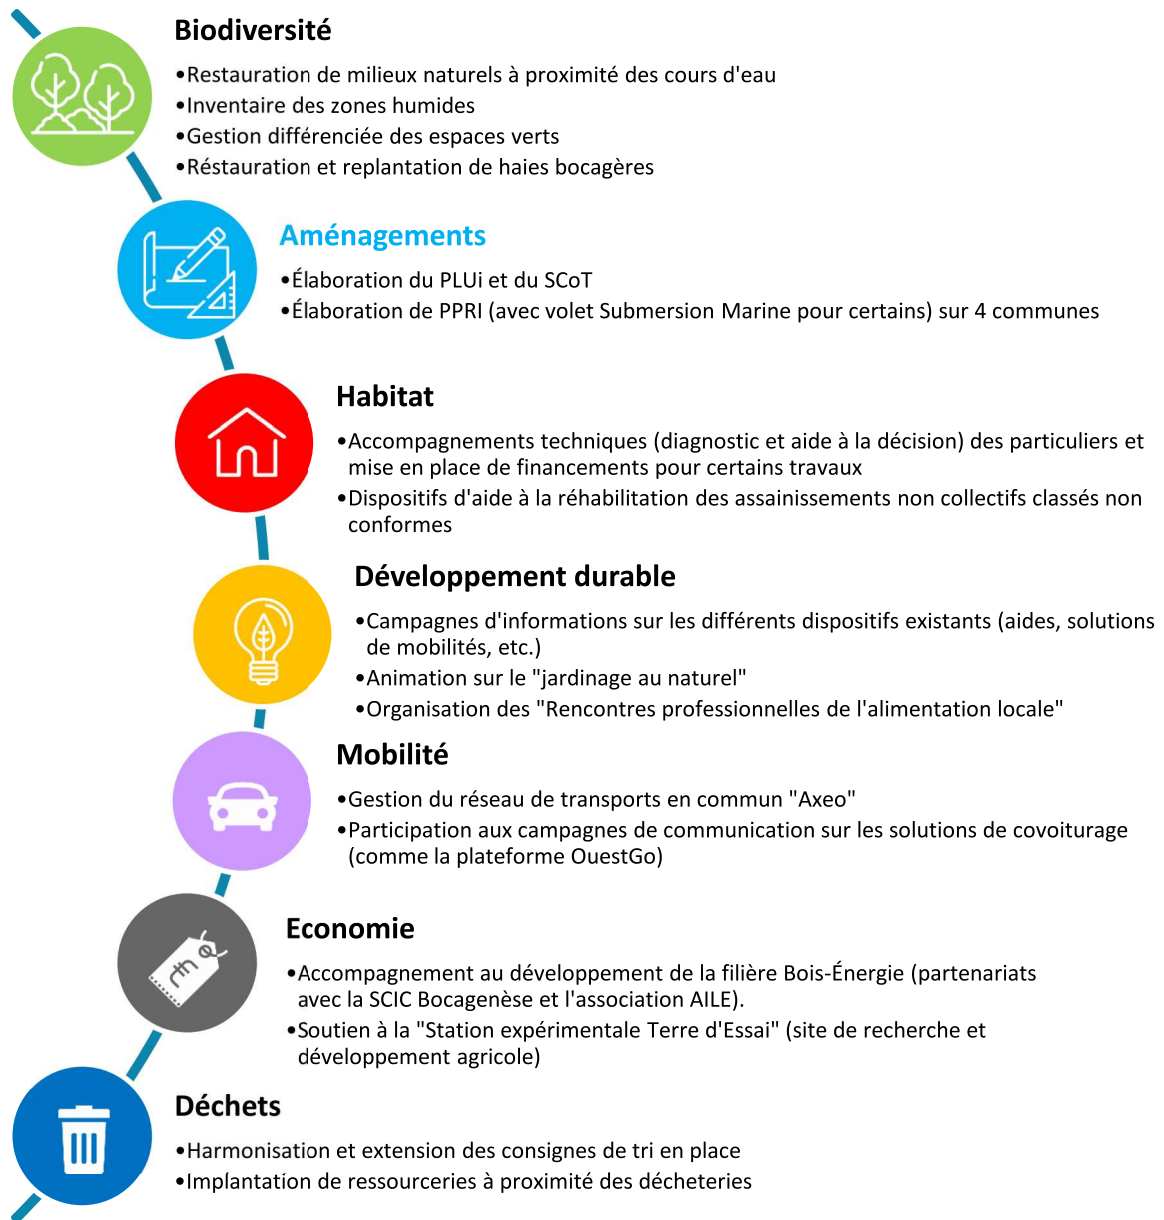 Biodiversité
•Restauration de milieux naturels à proximité des cours d'eau
•Inventaire des zones humides
•Gestion différenciée des espaces verts
•Réstauration et replantation de haies bocagères
Aménagements
•Élaboration du PLUi et du SCoT
•Élaboration de PPRI (avec volet Submersion Marine pour certains) sur 4 communes
Habitat
•Accompagnements techniques (diagnostic et aide à la décision) des particuliers et
mise en place de financements pour certains travaux
•Dispositifs d'aide à la réhabilitation des assainissements non collectifs classés non
conformes
Développement durable
•Campagnes d'informations sur les différents dispositifs existants (aides, solutions
de mobilités, etc.)
•Animation sur le "jardinage au naturel"
•Organisation des "Rencontres professionnelles de l'alimentation locale"
Mobilité
•Gestion du réseau de transports en commun "Axeo"
•Participation aux campagnes de communication sur les solutions de covoiturage
(comme la plateforme OuestGo)
Economie
•Accompagnement au développement de la filière Bois-Énergie (partenariats
avec la SCIC Bocagenèse et l'association AILE).
•Soutien à la "Station expérimentale Terre d'Essai" (site de recherche et
développement agricole)
Déchets
•Harmonisation et extension des consignes de tri en place
•Implantation de ressourceries à proximité des décheteries